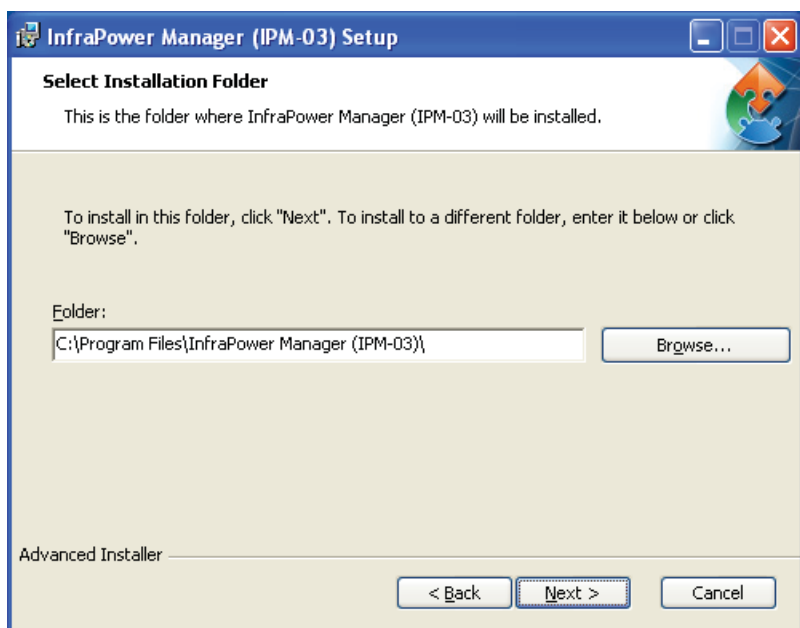 InfraPower Manager (IPM-03) Setup
Select Installation Folder
This is the folder where InfraPower Manager (IPM-03) will be installed.
To install in this folder, click "Next". To install to a different folder, enter it below or click
"Browse".
Folder:
C:\Program Files\InfraPower Manager (IPM-03)\
Browse...
Advanced Installer
< Back
Next >
Cancel